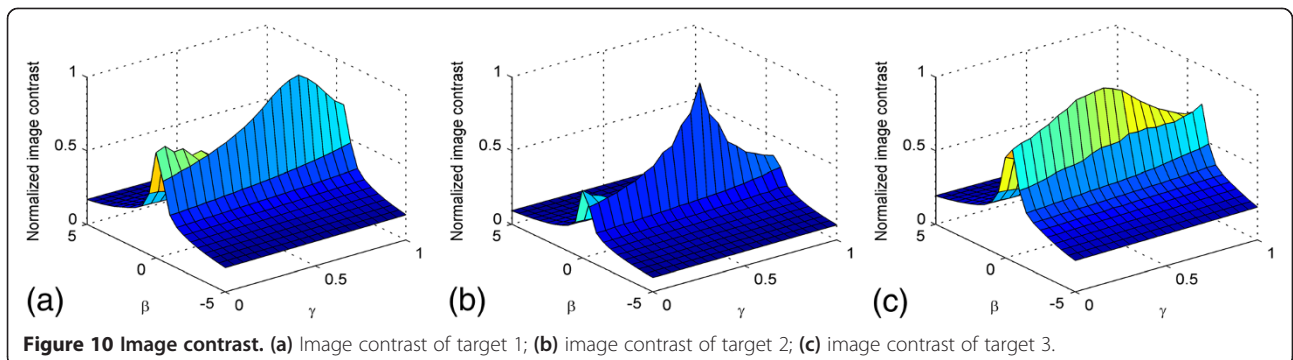 Normalized image contrast
1
0.5
0
5
0
-5
β
0
0.5
1
γ
(a)
Normalized image contrast
1
0.5
0
5
0
-5
β
0
0.5
1
γ
(b)
Normalized image contrast
1
0.5
0
5
0
-5
β
0
0.5
1
γ
(c)
Figure 10 Image contrast. (a) Image contrast of target 1; (b) image contrast of target 2; (c) image contrast of target 3.